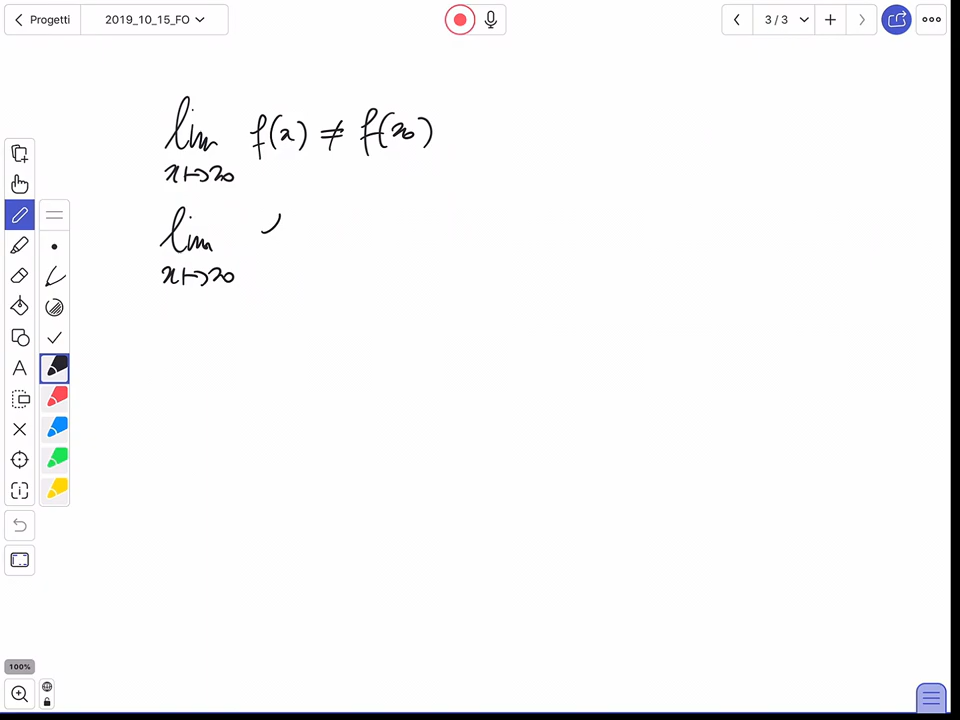 Progetti 2019_10_15_FO 3/3
lim f(x) ≠ f(x₀)
x↦x₀
lim
x↦x₀
100%